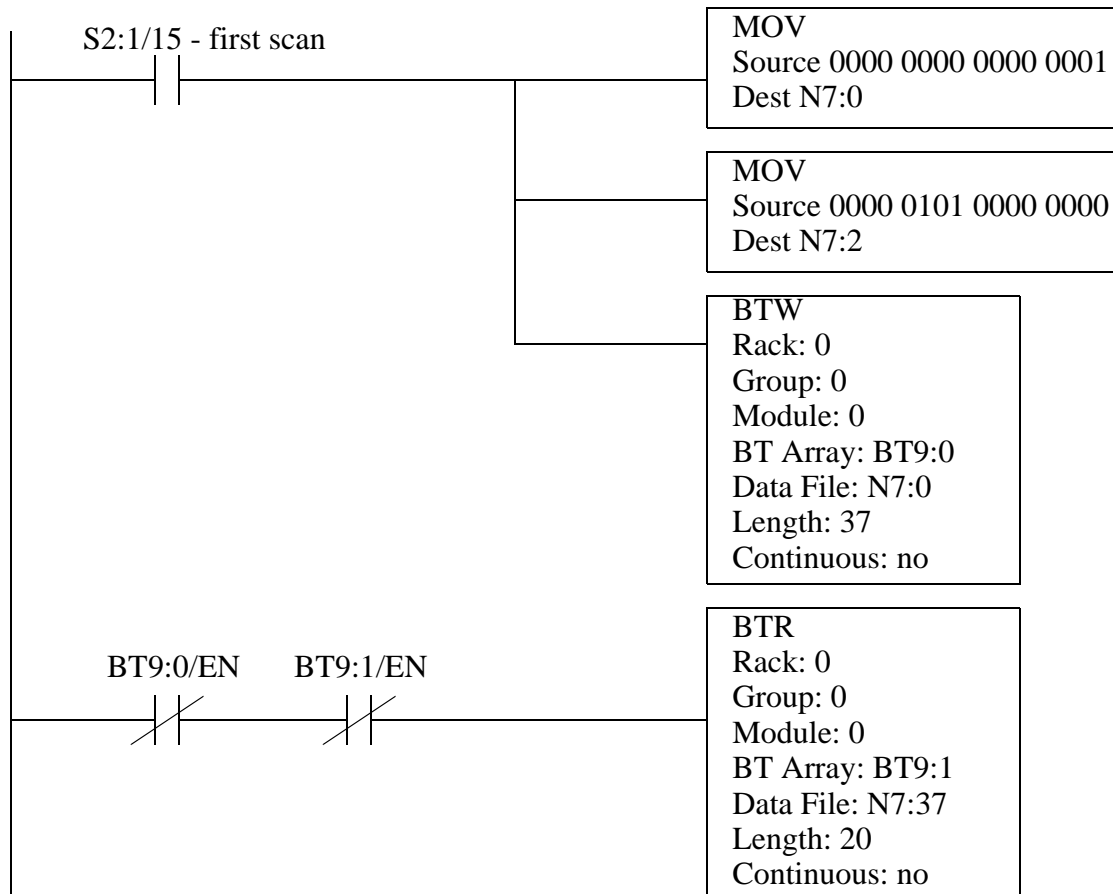 S2:1/15 - first scan
MOV
Source 0000 0000 0000 0001
Dest N7:0
MOV
Source 0000 0101 0000 0000
Dest N7:2
BTW
Rack: 0
Group: 0
Module: 0
BT Array: BT9:0
Data File: N7:0
Length: 37
Continuous: no
BT9:0/EN
BT9:1/EN
BTR
Rack: 0
Group: 0
Module: 0
BT Array: BT9:1
Data File: N7:37
Length: 20
Continuous: no